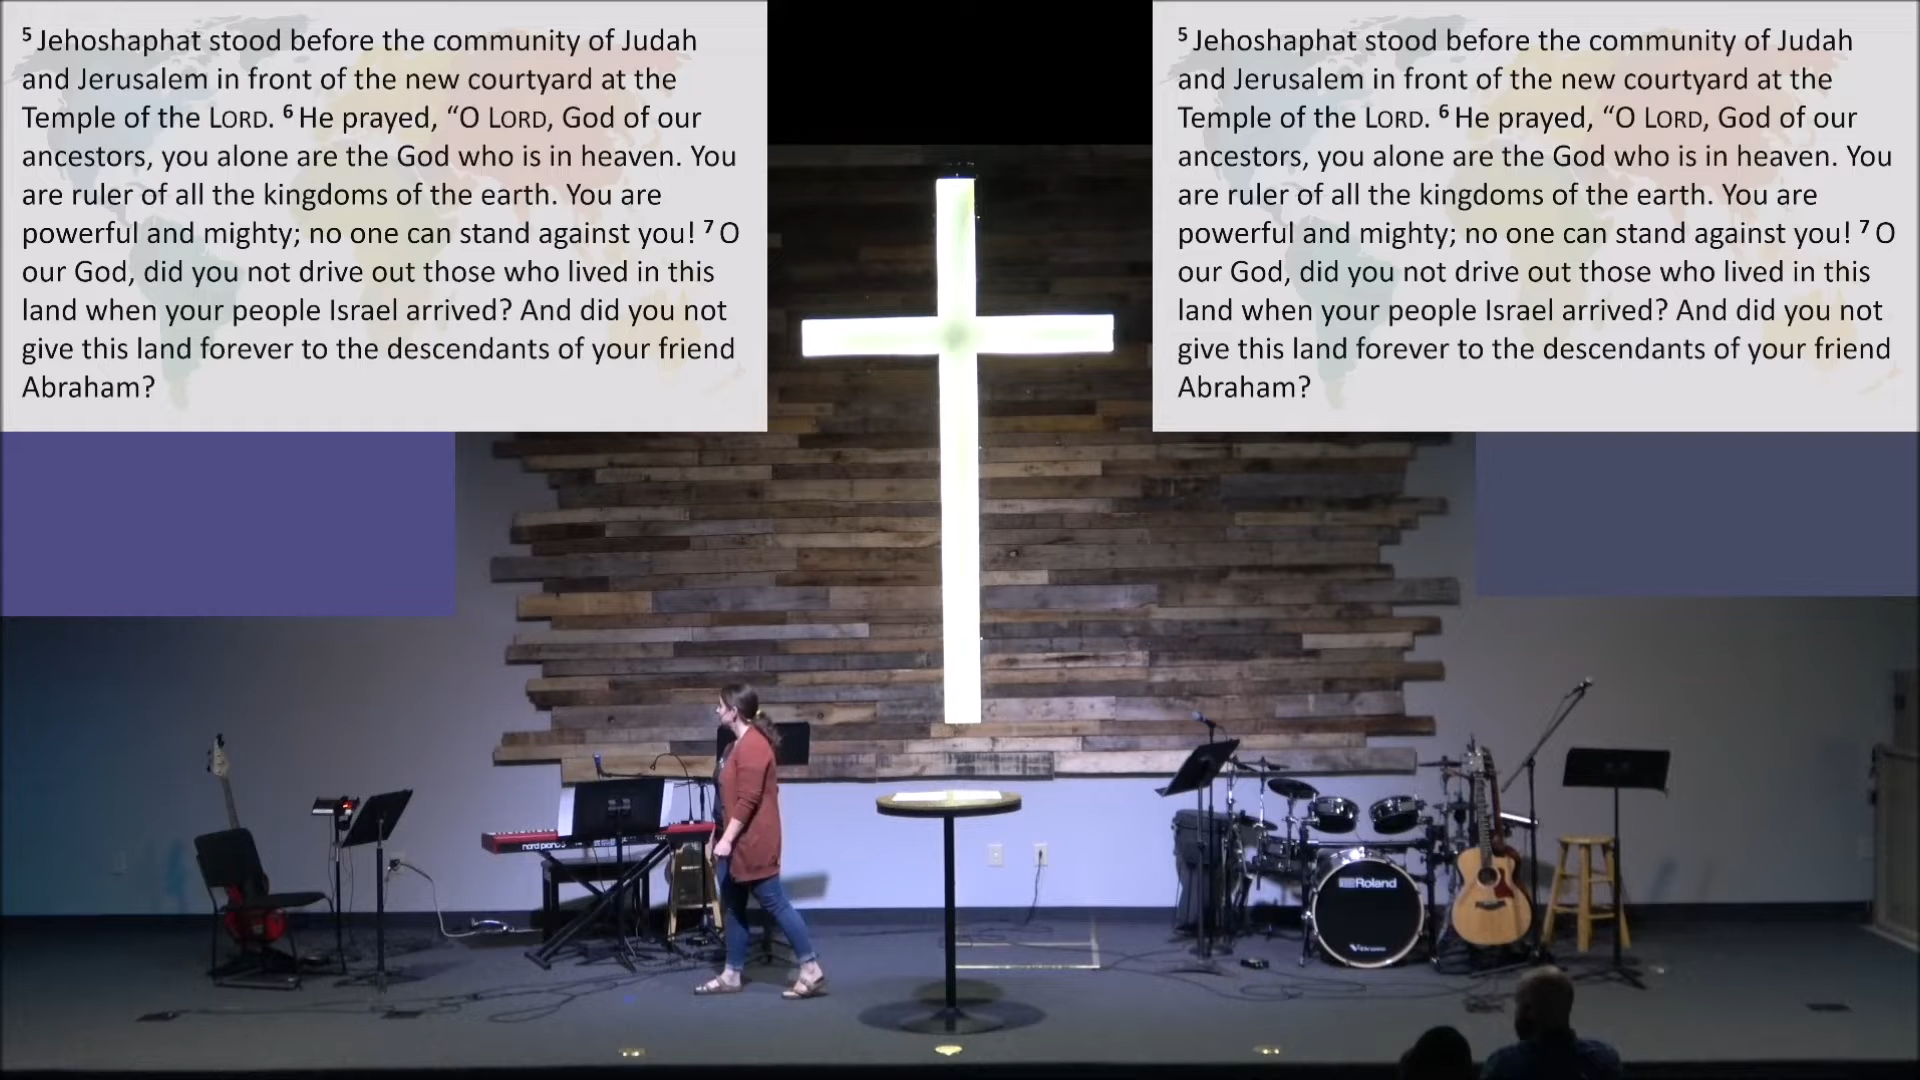 ⁵ Jehoshaphat stood before the community of Judah
and Jerusalem in front of the new courtyard at the
Temple of the LORD. ⁶ He prayed, “O LORD, God of our
ancestors, you alone are the God who is in heaven. You
are ruler of all the kingdoms of the earth. You are
powerful and mighty; no one can stand against you! ⁷ O
our God, did you not drive out those who lived in this
land when your people Israel arrived? And did you not
give this land forever to the descendants of your friend
Abraham?
⁵ Jehoshaphat stood before the community of Judah
and Jerusalem in front of the new courtyard at the
Temple of the LORD. ⁶ He prayed, “O LORD, God of our
ancestors, you alone are the God who is in heaven. You
are ruler of all the kingdoms of the earth. You are
powerful and mighty; no one can stand against you! ⁷ O
our God, did you not drive out those who lived in this
land when your people Israel arrived? And did you not
give this land forever to the descendants of your friend
Abraham?
nord piano
Roland
V-Drums